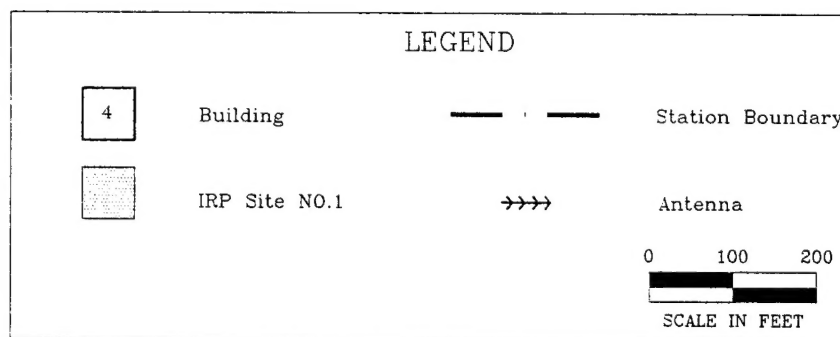 LEGEND
4 Building Station Boundary
IRP Site NO.1 Antenna
0 100 200
SCALE IN FEET